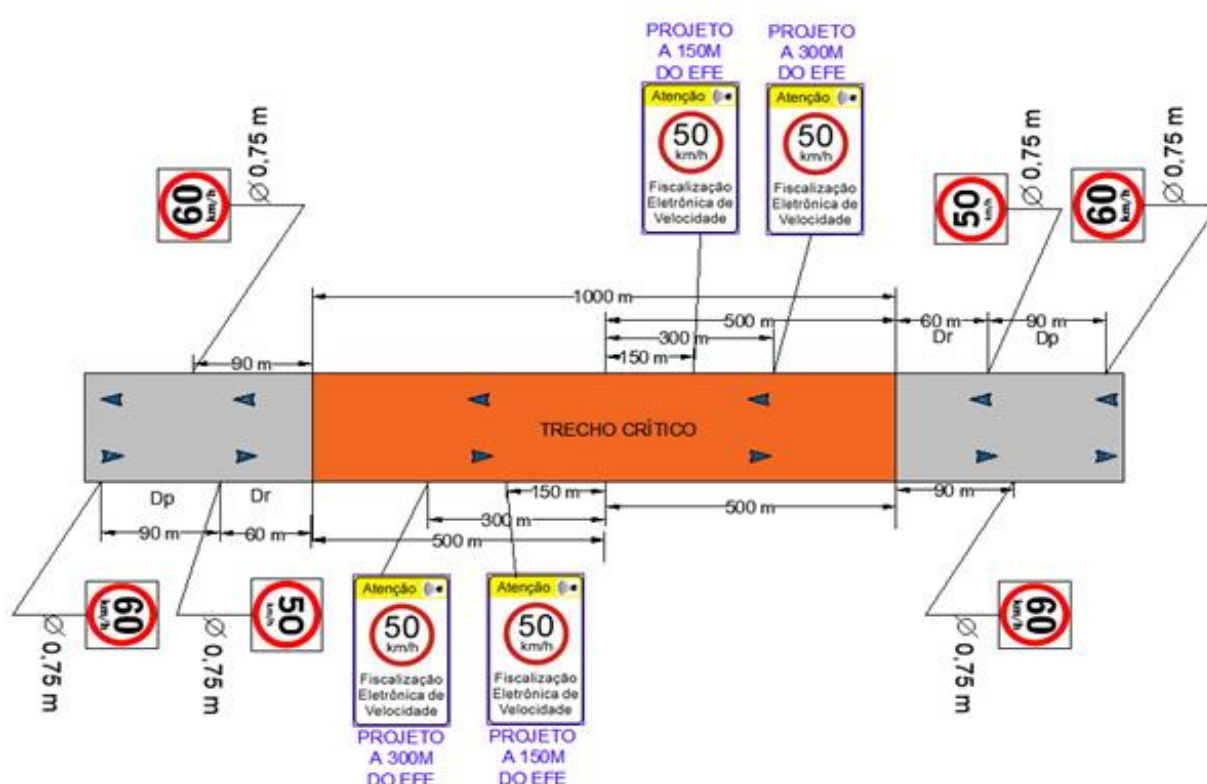 PROJETO
A 150M
DO EFE
PROJETO
A 300M
DO EFE
Atenção
50
km/h
Fiscalização
Eletrônica de
Velocidade
Atenção
50
km/h
Fiscalização
Eletrônica de
Velocidade
60
km/h
Ø 0,75 m
50
km/h
Ø 0,75 m
60
km/h
Ø 0,75 m
1000 m
500 m
60 m
90 m
Dr
Dp
300 m
150 m
90 m
TRECHO CRÍTICO
Dp
Dr
90 m
60 m
150 m
300 m
500 m
500 m
90 m
60
km/h
Ø 0,75 m
50
km/h
Ø 0,75 m
Atenção
50
km/h
Fiscalização
Eletrônica de
Velocidade
PROJETO
A 300M
DO EFE
Atenção
50
km/h
Fiscalização
Eletrônica de
Velocidade
PROJETO
A 150M
DO EFE
60
km/h
Ø 0,75 m